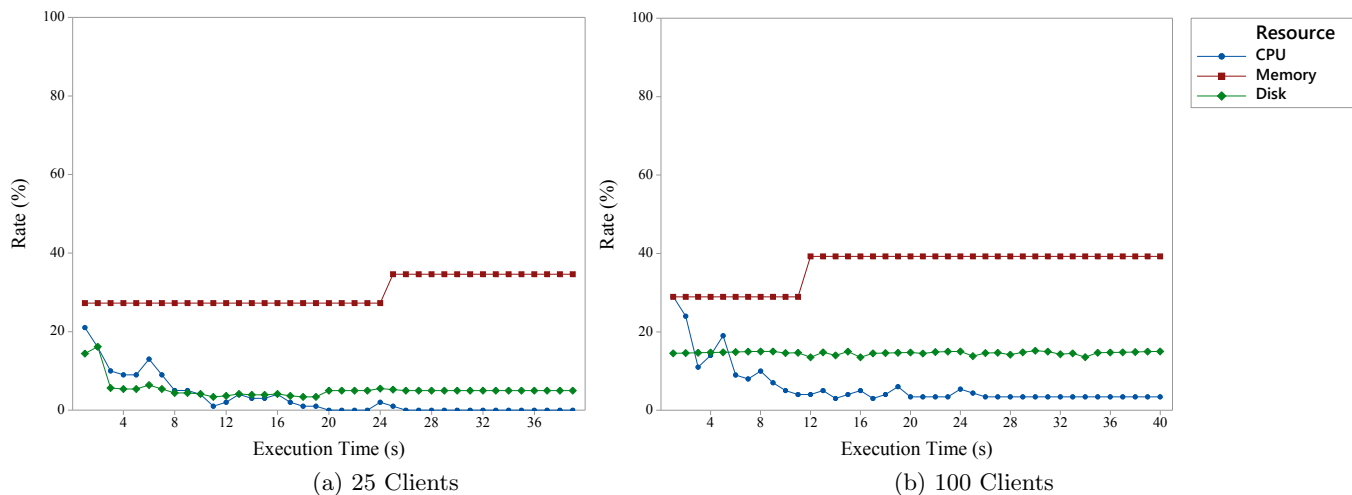 100
80
60
40
20
0
Rate (%)
4 8 12 16 20 24 28 32 36
Execution Time (s)
(a) 25 Clients
100
80
60
40
20
0
Rate (%)
4 8 12 16 20 24 28 32 36 40
Execution Time (s)
(b) 100 Clients
Resource
CPU
Memory
Disk